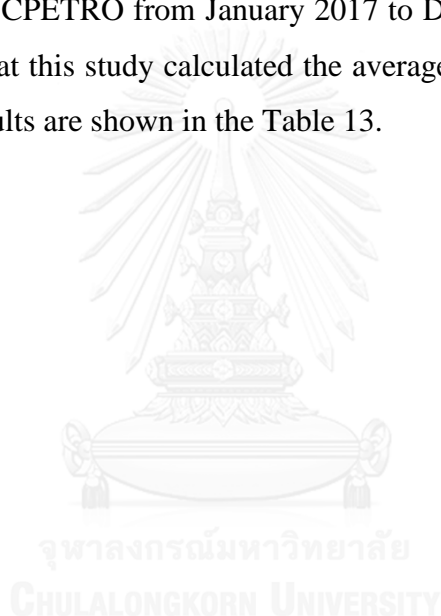 CPETRO from January 2017 to D
at this study calculated the average
ults are shown in the Table 13.
จุฬาลงกรณ์มหาวิทยาลัย
CHULALONGKORN UNIVERSITY